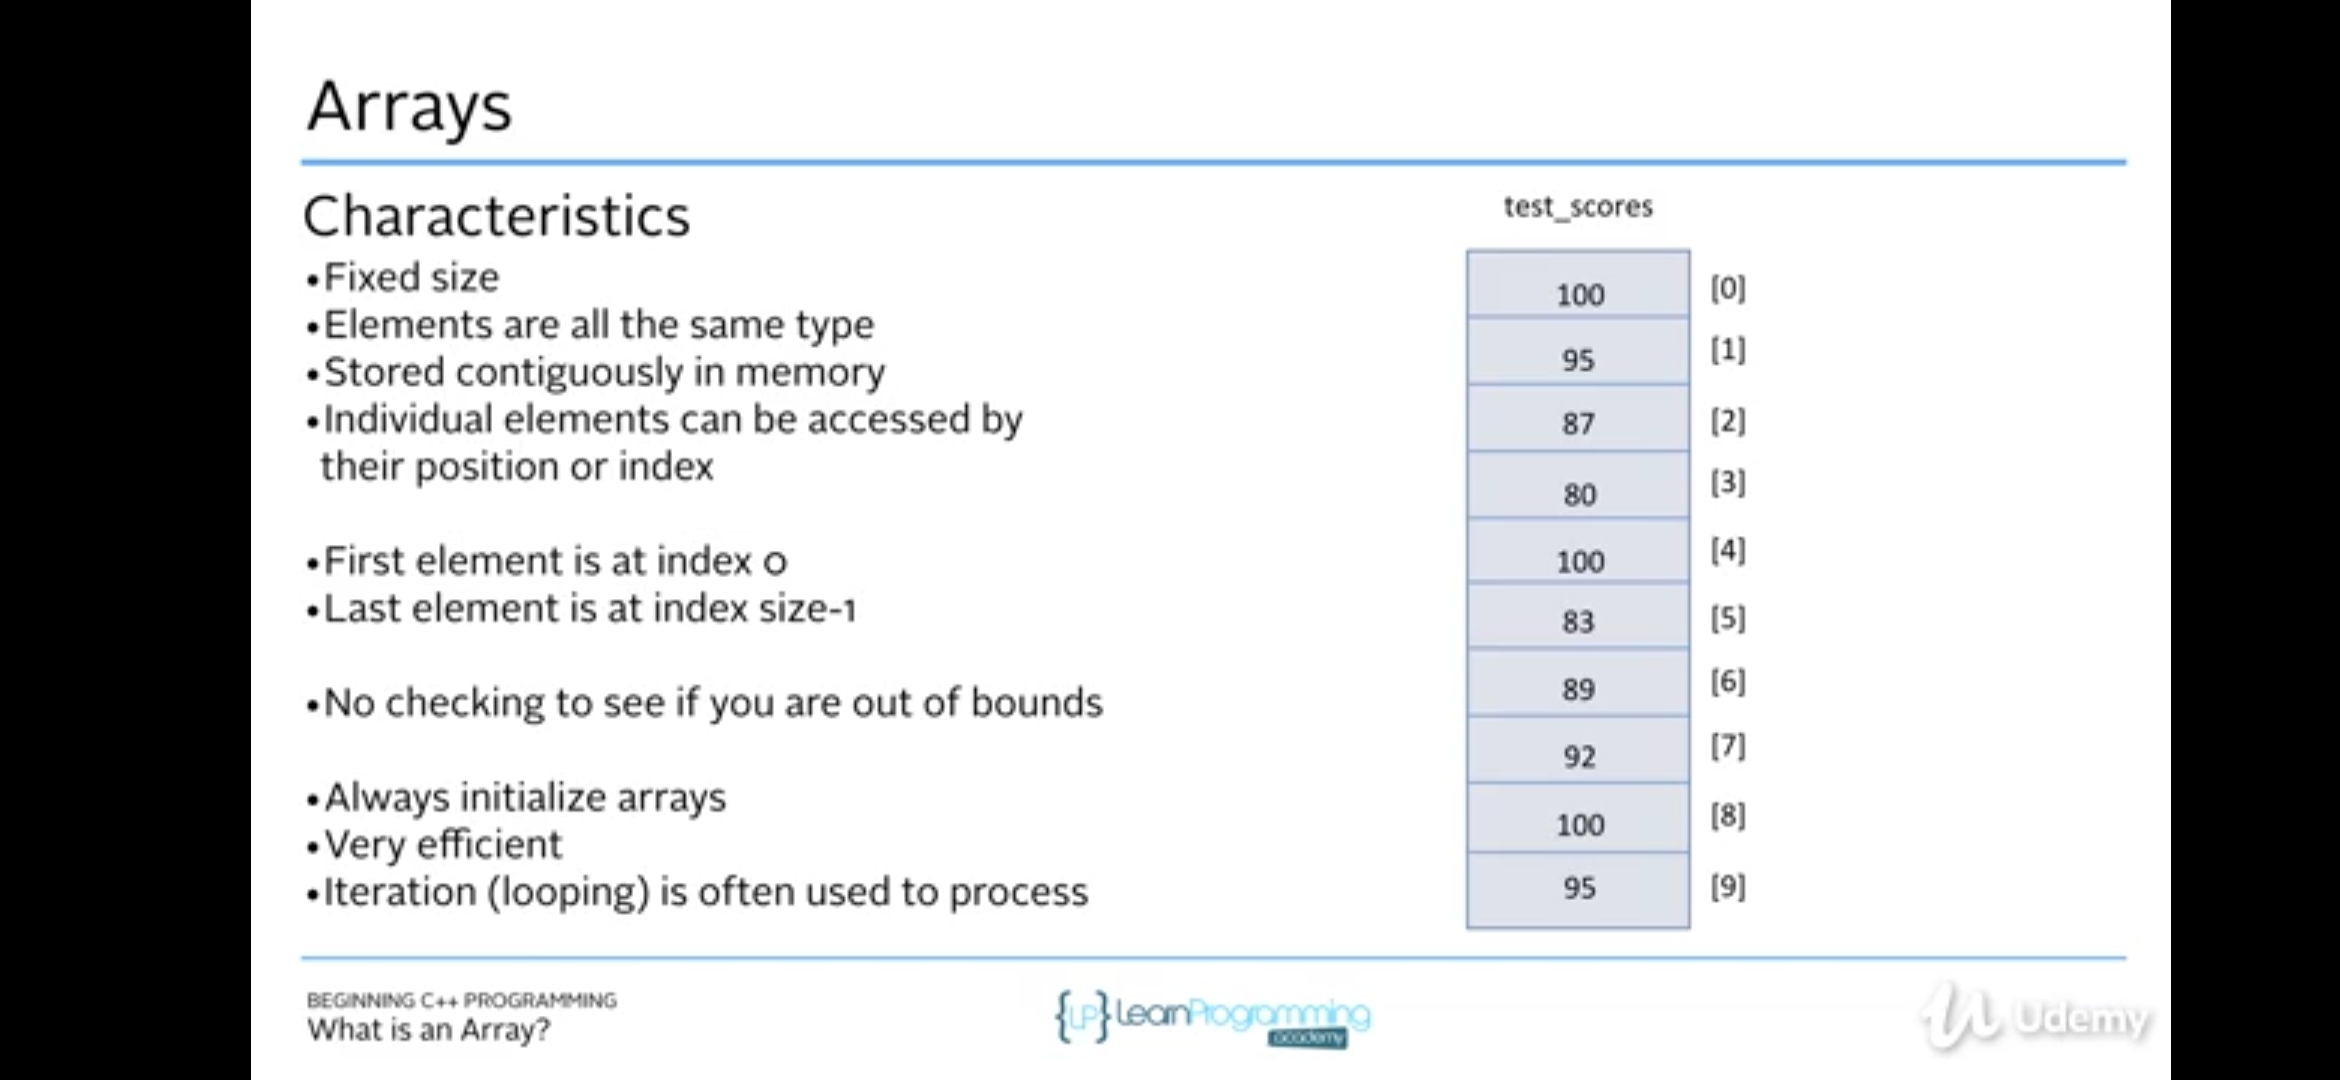 Arrays
Characteristics
•Fixed size
•Elements are all the same type
•Stored contiguously in memory
•Individual elements can be accessed by
their position or index
•First element is at index 0
•Last element is at index size-1
•No checking to see if you are out of bounds
•Always initialize arrays
•Very efficient
•Iteration (looping) is often used to process
test_scores
100 [0]
95 [1]
87 [2]
80 [3]
100 [4]
83 [5]
89 [6]
92 [7]
100 [8]
95 [9]
BEGINNING C++ PROGRAMMING
What is an Array?
{LP} LearnProgramming
academy
Udemy